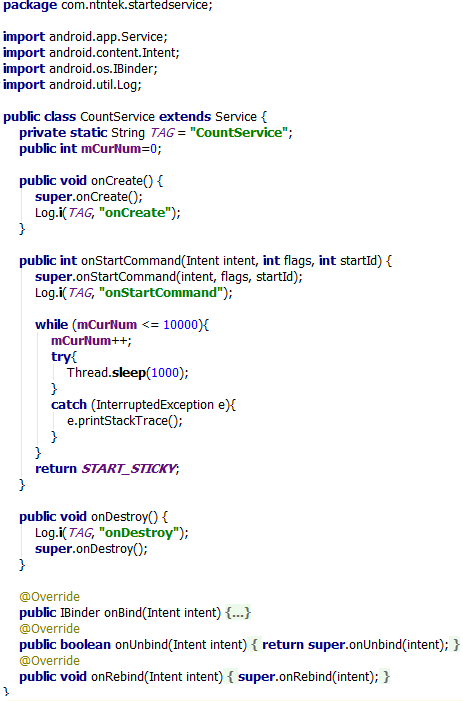 package com.ntntek.startedservice;
import android.app.Service;
import android.content.Intent;
import android.os.IBinder;
import android.util.Log;
public class CountService extends Service {
private static String TAG = "CountService";
public int mCurNum=0;
public void onCreate() {
super.onCreate();
Log.i(TAG, "onCreate");
}
public int onStartCommand(Intent intent, int flags, int startId) {
super.onStartCommand(intent, flags, startId);
Log.i(TAG, "onStartCommand");
while (mCurNum <= 10000){
mCurNum++;
try{
Thread.sleep(1000);
}
catch (InterruptedException e){
e.printStackTrace();
}
}
return START_STICKY;
}
public void onDestroy() {
Log.i(TAG, "onDestroy");
super.onDestroy();
}
@Override
public IBinder onBind(Intent intent) {...}
@Override
public boolean onUnbind(Intent intent) { return super.onUnbind(intent); }
@Override
public void onRebind(Intent intent) { super.onRebind(intent); }
}